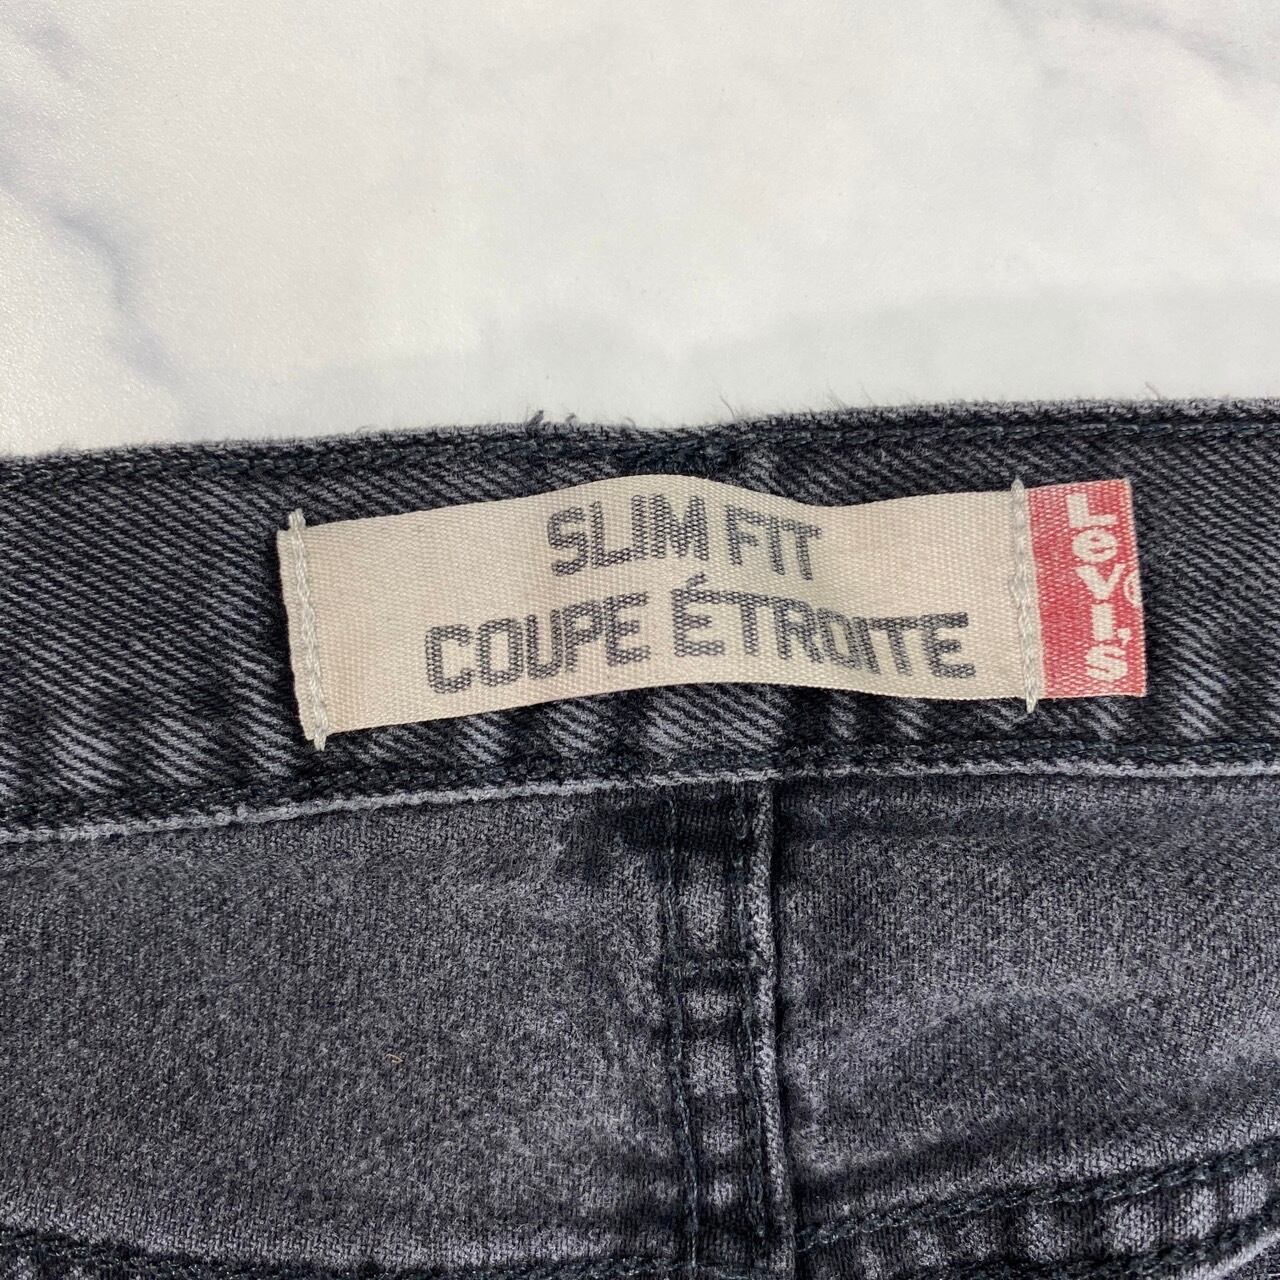 SLIM FIT
COUPE ÉTROITE
LeVI'S®